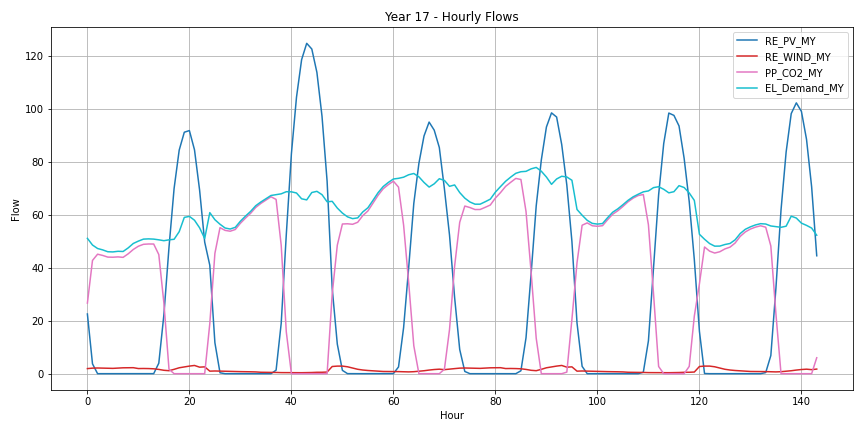 Year 17 - Hourly Flows
RE_PV_MY
RE_WIND_MY
PP_CO2_MY
EL_Demand_MY
Flow
120
100
80
60
40
20
0
0 20 40 60 80 100 120 140
Hour